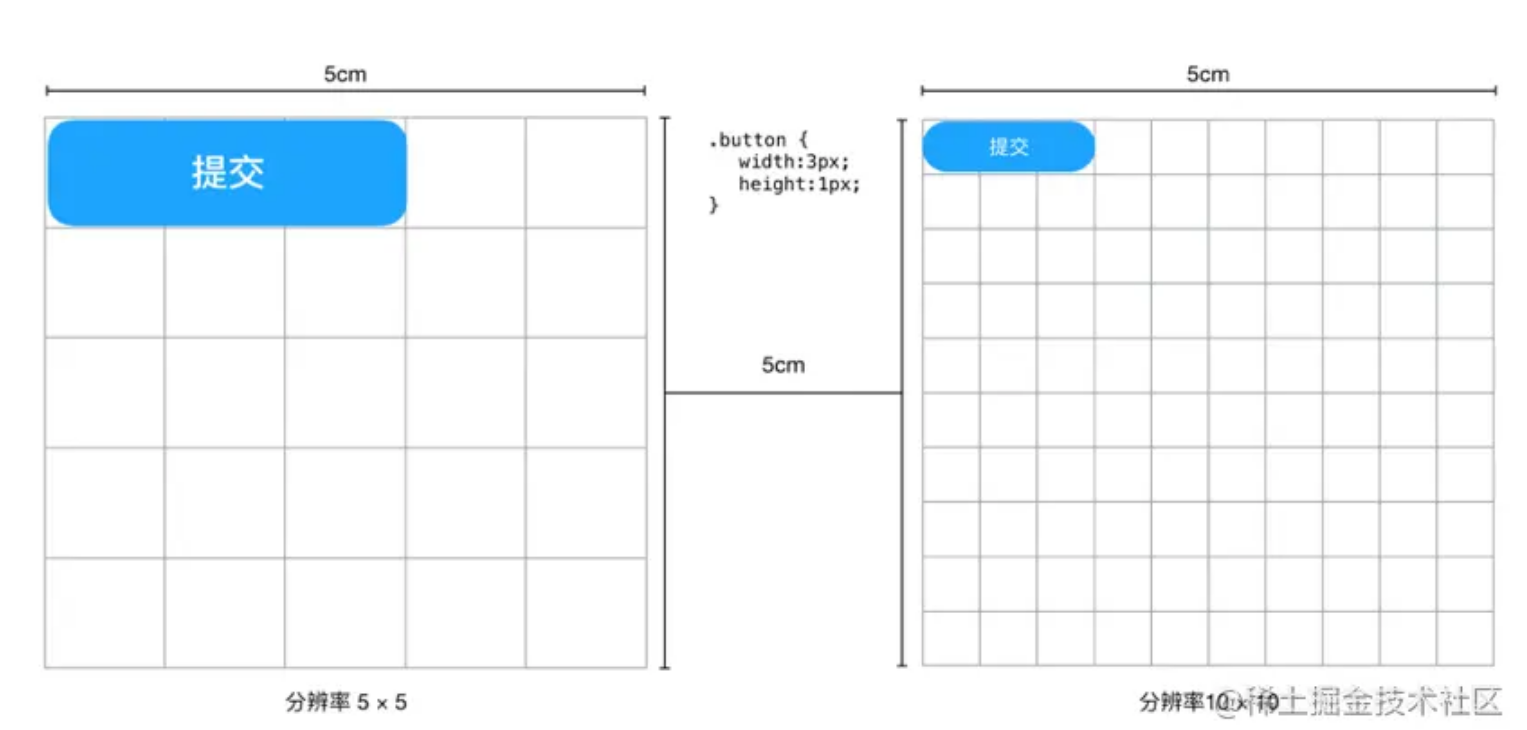 5cm
提交
分辨率 5 × 5
.button {
width:3px;
height:1px;
}
5cm
5cm
提交
分辨率10 x 10
@稀土掘金技术社区